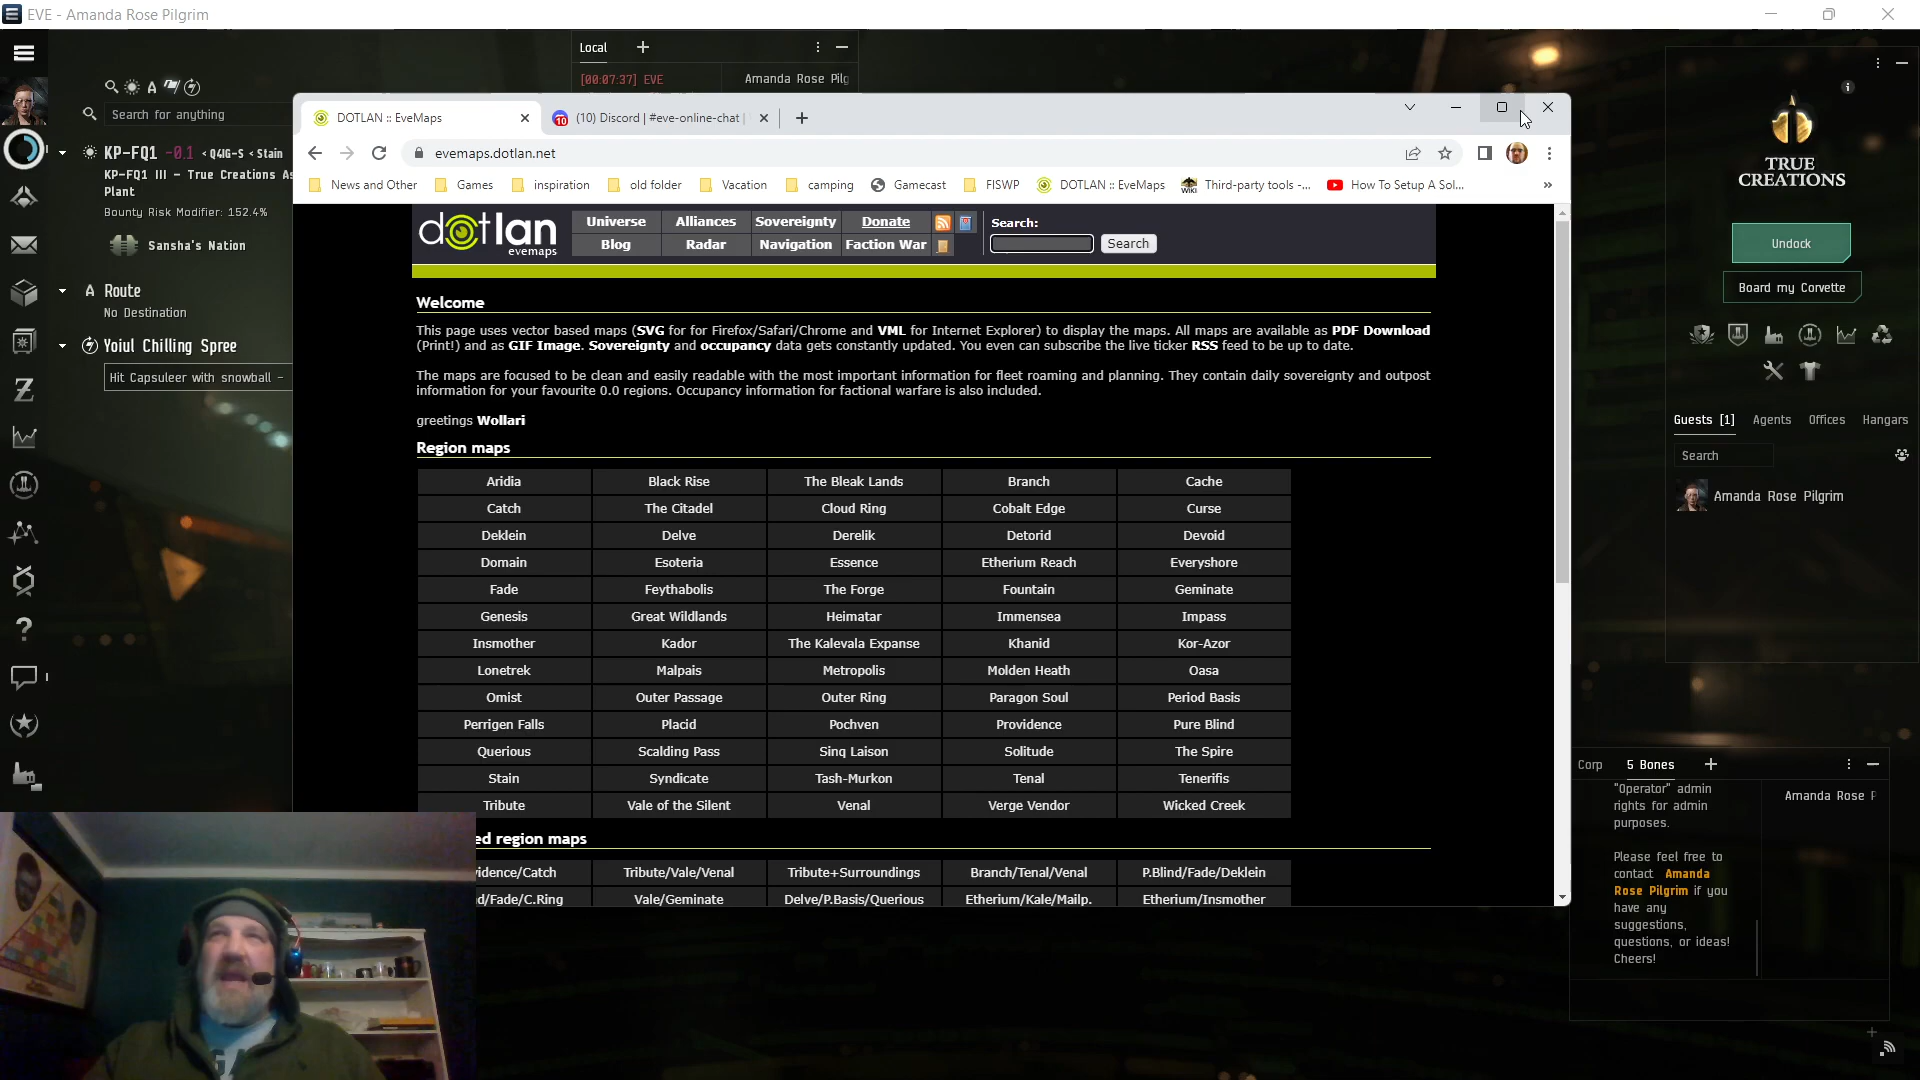 EVE - Amanda Rose Pilgrim
Local
[00:07:37] EVE
Amanda Rose Pilg
Search for anything
KP-FQ1 -0.1 < Q4IG-S < Stain
KP-FQ1 III - True Creations As
Plant
Bounty Risk Modifier: 152.4%
Sansha's Nation
Route
No Destination
Yoiul Chilling Spree
Hit Capsuleer with snowball -
DOTLAN :: EveMaps
(10) Discord | #eve-online-chat |
evemaps.dotlan.net
News and Other
Games
inspiration
old folder
Vacation
camping
Gamecast
FISWP
DOTLAN :: EveMaps
Third-party tools -...
How To Setup A Sol...
dotlan
evemaps
Universe Alliances Sovereignty Donate
Blog Radar Navigation Faction War
Search:
Search
Welcome
This page uses vector based maps (SVG for for Firefox/Safari/Chrome and VML for Internet Explorer) to display the maps. All maps are available as PDF Download
(Print!) and as GIF Image. Sovereignty and occupancy data gets constantly updated. You even can subscribe the live ticker RSS feed to be up to date.
The maps are focused to be clean and easily readable with the most important information for fleet roaming and planning. They contain daily sovereignty and outpost
information for your favourite 0.0 regions. Occupancy information for factional warfare is also included.
greetings Wollari
Region maps
Aridia Black Rise The Bleak Lands Branch Cache
Catch The Citadel Cloud Ring Cobalt Edge Curse
Deklein Delve Derelik Detorid Devoid
Domain Esoteria Essence Etherium Reach Everyshore
Fade Feythabolis The Forge Fountain Geminate
Genesis Great Wildlands Heimatar Immensea Impass
Insmother Kador The Kalevala Expanse Khanid Kor-Azor
Lonetrek Malpais Metropolis Molden Heath Oasa
Omist Outer Passage Outer Ring Paragon Soul Period Basis
Perrigen Falls Placid Pochven Providence Pure Blind
Querious Scalding Pass Sinq Laison Solitude The Spire
Stain Syndicate Tash-Murkon Tenal Tenerifis
Tribute Vale of the Silent Venal Verge Vendor Wicked Creek
ed region maps
idence/Catch Tribute/Vale/Venal Tribute+Surroundings Branch/Tenal/Venal P.Blind/Fade/Deklein
d/Fade/C.Ring Vale/Geminate Delve/P.Basis/Querious Etherium/Kale/Mailp. Etherium/Insmother
TRUE
CREATIONS
Undock
Board my Corvette
Guests [1] Agents Offices Hangars
Search
Amanda Rose Pilgrim
Corp
5 Bones
"Operator" admin
rights for admin
purposes.
Please feel free to
contact Amanda
Rose Pilgrim if you
have any
suggestions,
questions, or ideas!
Cheers!
Amanda Rose P